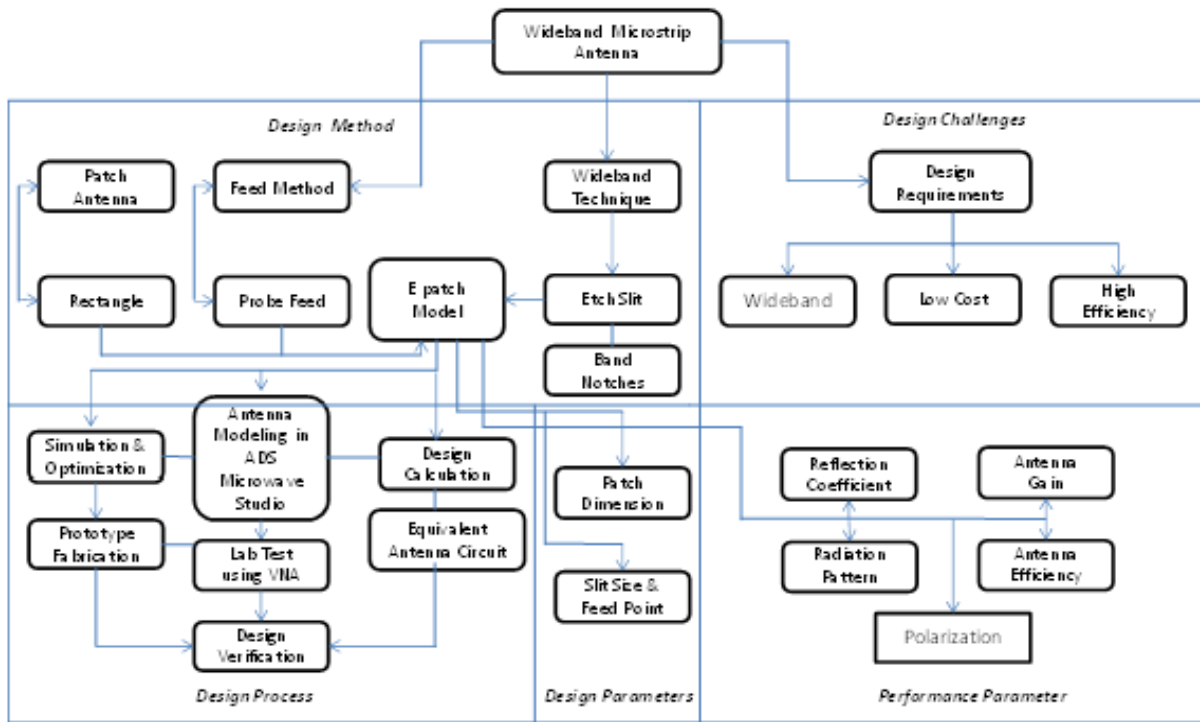 Wideband Microstrip
Antenna
Design Method
Design Challenges
Patch
Antenna
Feed Method
Wideband
Technique
Design
Requirements
Rectangle
Probe Feed
E patch
Model
Etch Slit
Band
Notches
Wideband
Low Cost
High
Efficiency
Simulation &
Optimization
Antenna
Modeling in
ADS
Microwave
Studio
Design
Calculation
Patch
Dimension
Reflection
Coefficient
Antenna
Gain
Prototype
Fabrication
Lab Test
using VNA
Equivalent
Antenna Circuit
Slit Size &
Feed Point
Radiation
Pattern
Antenna
Efficiency
Design
Verification
Polarization
Design Process
Design Parameters
Performance Parameter